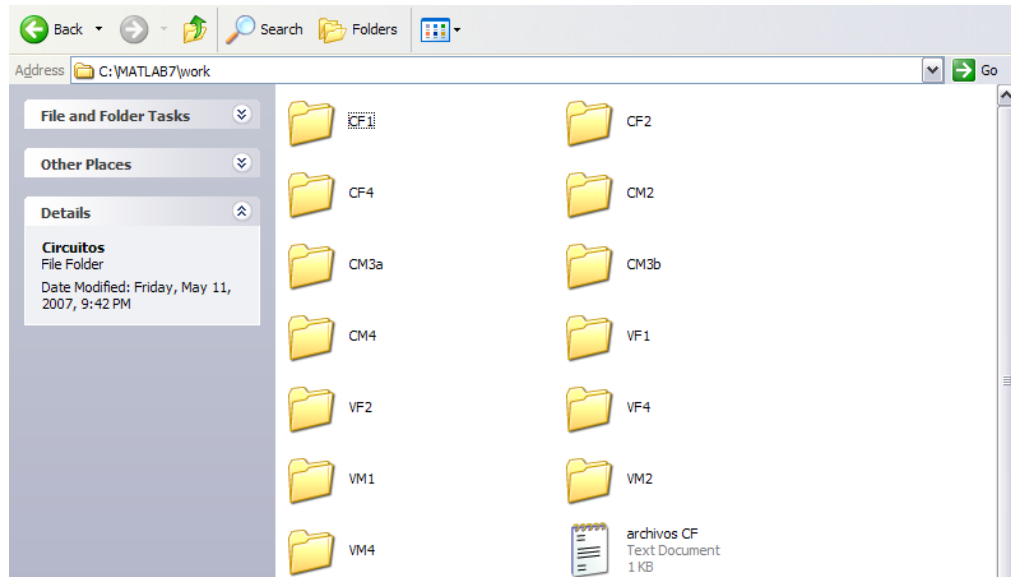 Back Search Folders
Address C:\MATLAB7\work Go
File and Folder Tasks
Other Places
Details
Circuitos
File Folder
Date Modified: Friday, May 11,
2007, 9:42 PM
CF1 CF2
CF4 CM2
CM3a CM3b
CM4 VF1
VF2 VF4
VM1 VM2
VM4 archivos CF
Text Document
1 KB